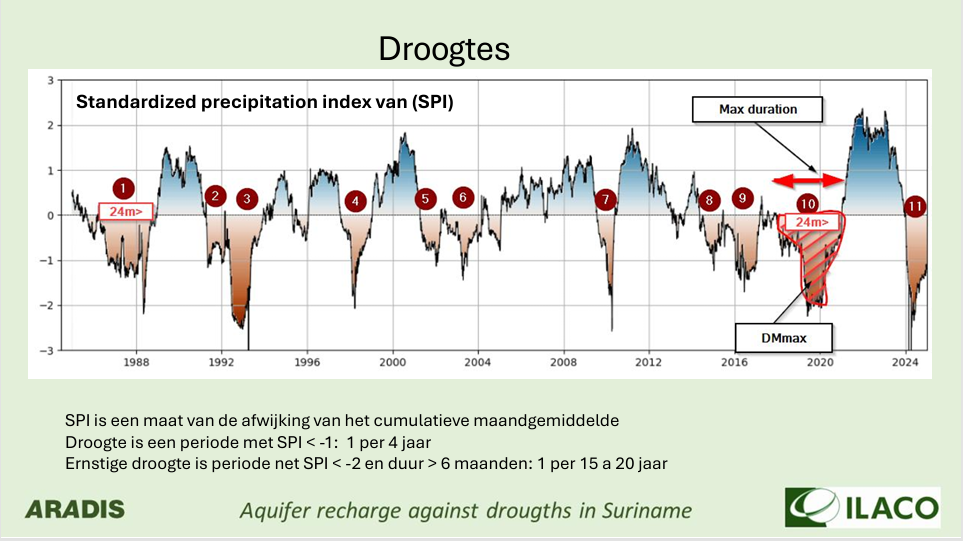 Droogtes
Standardized precipitation index van (SPI)
Max duration
3
2
1
0
−1
−2
−3
1
24m>
2
3
4
5
6
7
8
9
10
24m>
11
DMmax
1988 1992 1996 2000 2004 2008 2012 2016 2020 2024
SPI is een maat van de afwijking van het cumulatieve maandgemiddelde
Droogte is een periode met SPI < -1: 1 per 4 jaar
Ernstige droogte is periode net SPI < -2 en duur > 6 maanden: 1 per 15 a 20 jaar
ARADIS
Aquifer recharge against drougths in Suriname
ILACO